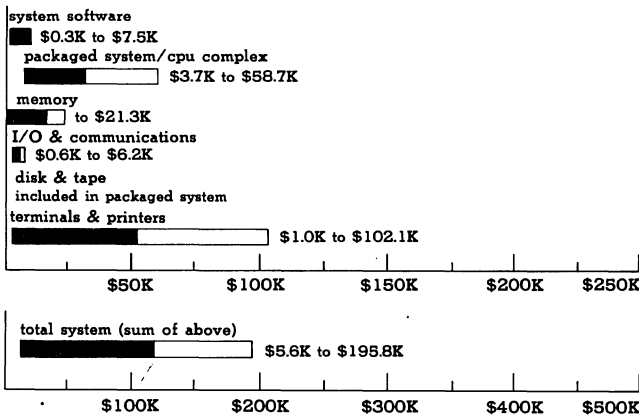 system software
$0.3K to $7.5K
packaged system/cpu complex
$3.7K to $58.7K
memory
to $21.3K
I/O & communications
$0.6K to $6.2K
disk & tape
included in packaged system
terminals & printers
$1.0K to $102.1K
$50K $100K $150K $200K $250K
total system (sum of above)
$5.6K to $195.8K
$100K $200K $300K $400K $500K